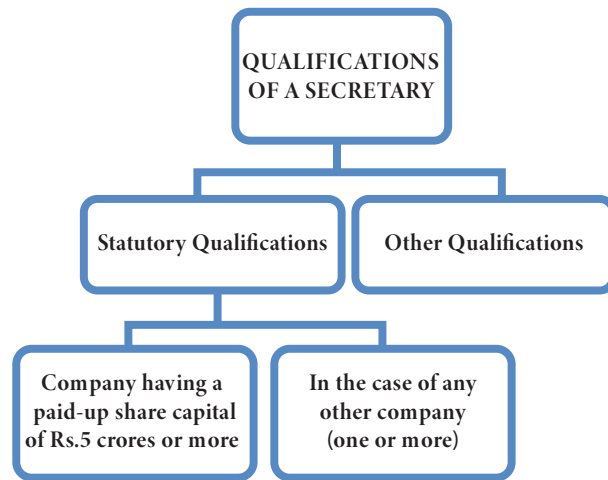 QUALIFICATIONS
OF A SECRETARY
Statutory Qualifications
Other Qualifications
Company having a
paid-up share capital
of Rs.5 crores or more
In the case of any
other company
(one or more)